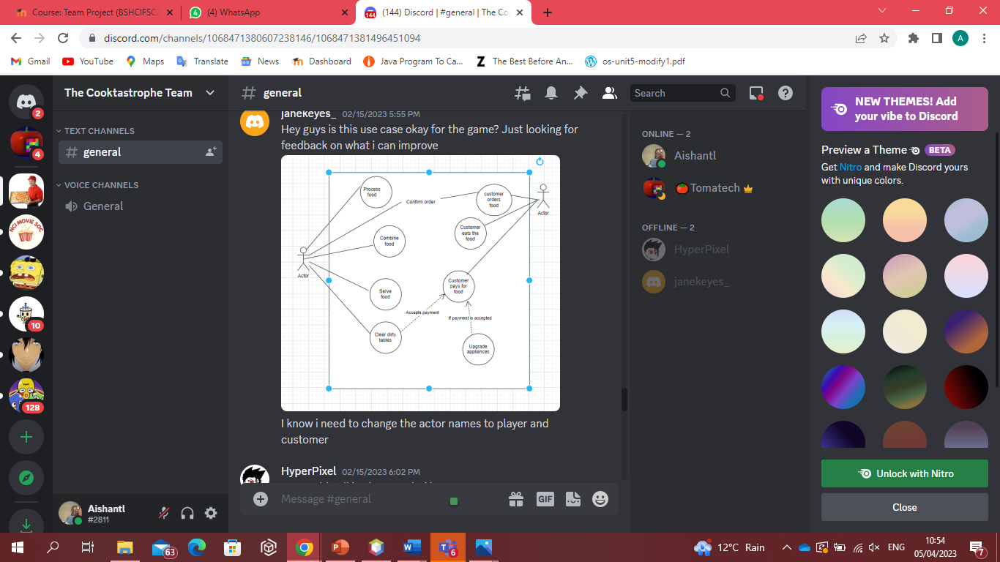 Course: Team Project (BSHCIFSC2
(4) WhatsApp
(144) Discord | #general | The Co
discord.com/channels/1068471380607238146/1068471381496451094
A
Gmail
YouTube
Maps
Translate
News
Dashboard
Java Program To Ca...
The Best Before An...
os-unit5-modify1.pdf
The Cooktastrophe Team
TEXT CHANNELS
general
VOICE CHANNELS
General
2
4
NCI MOVIE SOC
10
128
Aishantl
#2811
general
Search
janekeyes_ 02/15/2023 5:55 PM
Hey guys is this use case okay for the game? Just looking for
feedback on what i can improve
Process
food
Confirm order
customer
orders
food
Actor
Combine
food
Customer
eats the
food
Actor
Serve
food
Customer
pays for
food
Accepts payment
If payment is accepted
Clear dirty
tables
Upgrade
appliances
I know i need to change the actor names to player and
customer
HyperPixel 02/15/2023 6:02 PM
Message #general
GIF
ONLINE — 2
Aishantl
Tomatech
OFFLINE — 2
HyperPixel
janekeyes_
NEW THEMES! Add
your vibe to Discord
Preview a Theme BETA
Get Nitro and make Discord yours
with unique colors.
Unlock with Nitro
Close
63
6
12°C Rain
ENG
10:54
05/04/2023
7